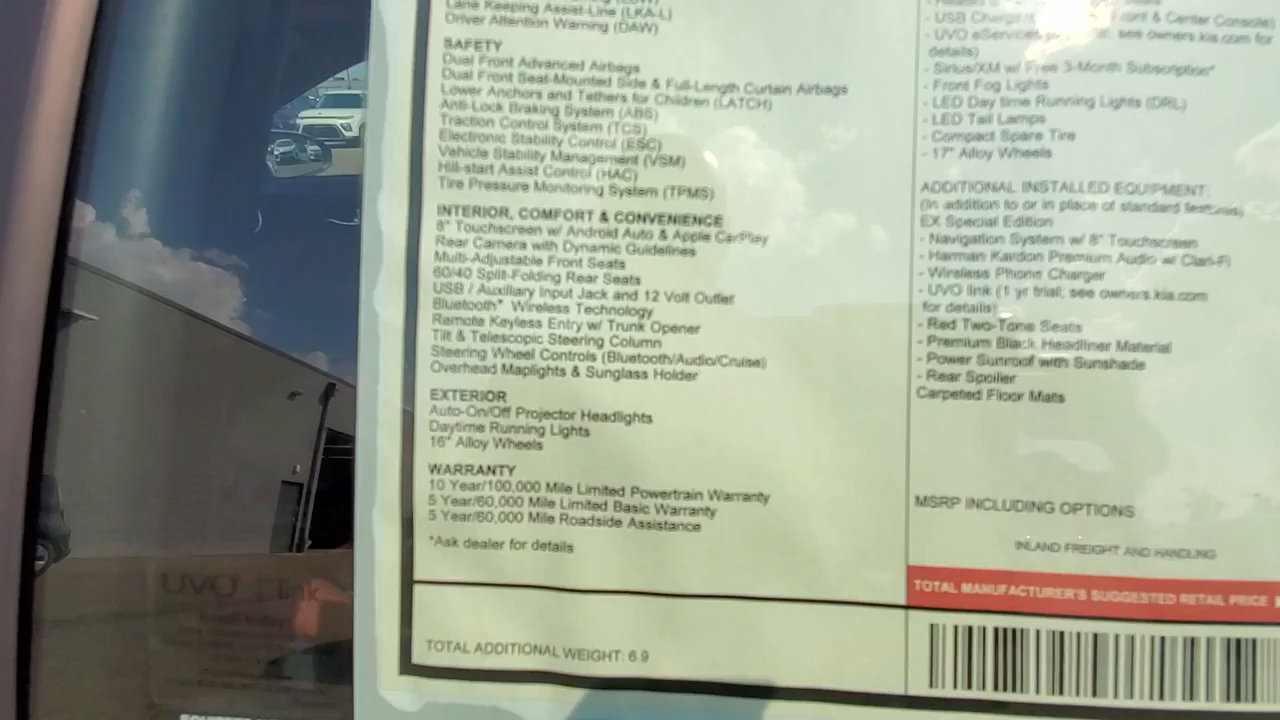 Lane Keeping Assist-Line (LKA-L)
Driver Attention Warning (DAW)
SAFETY
Dual Front Advanced Airbags
Dual Front Seat-Mounted Side & Full-Length Curtain Airbags
Lower Anchors and Tethers for Children (LATCH)
Anti-Lock Braking System (ABS)
Traction Control System (TCS)
Electronic Stability Control (ESC)
Vehicle Stability Management (VSM)
Hill-start Assist Control (HAC)
Tire Pressure Monitoring System (TPMS)
INTERIOR, COMFORT & CONVENIENCE
8" Touchscreen w/ Android Auto & Apple CarPlay
Rear Camera with Dynamic Guidelines
Multi-Adjustable Front Seats
60/40 Split-Folding Rear Seats
USB / Auxiliary Input Jack and 12 Volt Outlet
Bluetooth* Wireless Technology
Remote Keyless Entry w/ Trunk Opener
Tilt & Telescopic Steering Column
Steering Wheel Controls (Bluetooth/Audio/Cruise)
Overhead Maplights & Sunglass Holder
EXTERIOR
Auto-On/Off Projector Headlights
Daytime Running Lights
16" Alloy Wheels
WARRANTY
10 Year/100,000 Mile Limited Powertrain Warranty
5 Year/60,000 Mile Limited Basic Warranty
5 Year/60,000 Mile Roadside Assistance
*Ask dealer for details
TOTAL ADDITIONAL WEIGHT: 6.9
- USB & Center Console)
- UVO eServices see owners.kia.com for
details)
- Sirius/XM w/ Free 3-Month Subscription*
- Front Fog Lights
- LED Day time Running Lights (DRL)
- LED Tail Lamps
- Compact Spare Tire
- 17" Alloy Wheels
ADDITIONAL INSTALLED EQUIPMENT:
(In addition to or in place of standard features)
EX Special Edition
- Navigation System w/ 8" Touchscreen
- Harman Kardon Premium Audio w/ Clari-Fi
- Wireless Phone Charger
- UVO link (1 yr trial; see owners.kia.com
for details)
- Red Two-Tone Seats
- Premium Black Headliner Material
- Power Sunroof with Sunshade
- Rear Spoiler
Carpeted Floor Mats
MSRP INCLUDING OPTIONS
INLAND FREIGHT AND HANDLING
TOTAL MANUFACTURER'S SUGGESTED RETAIL PRICE
UVO link